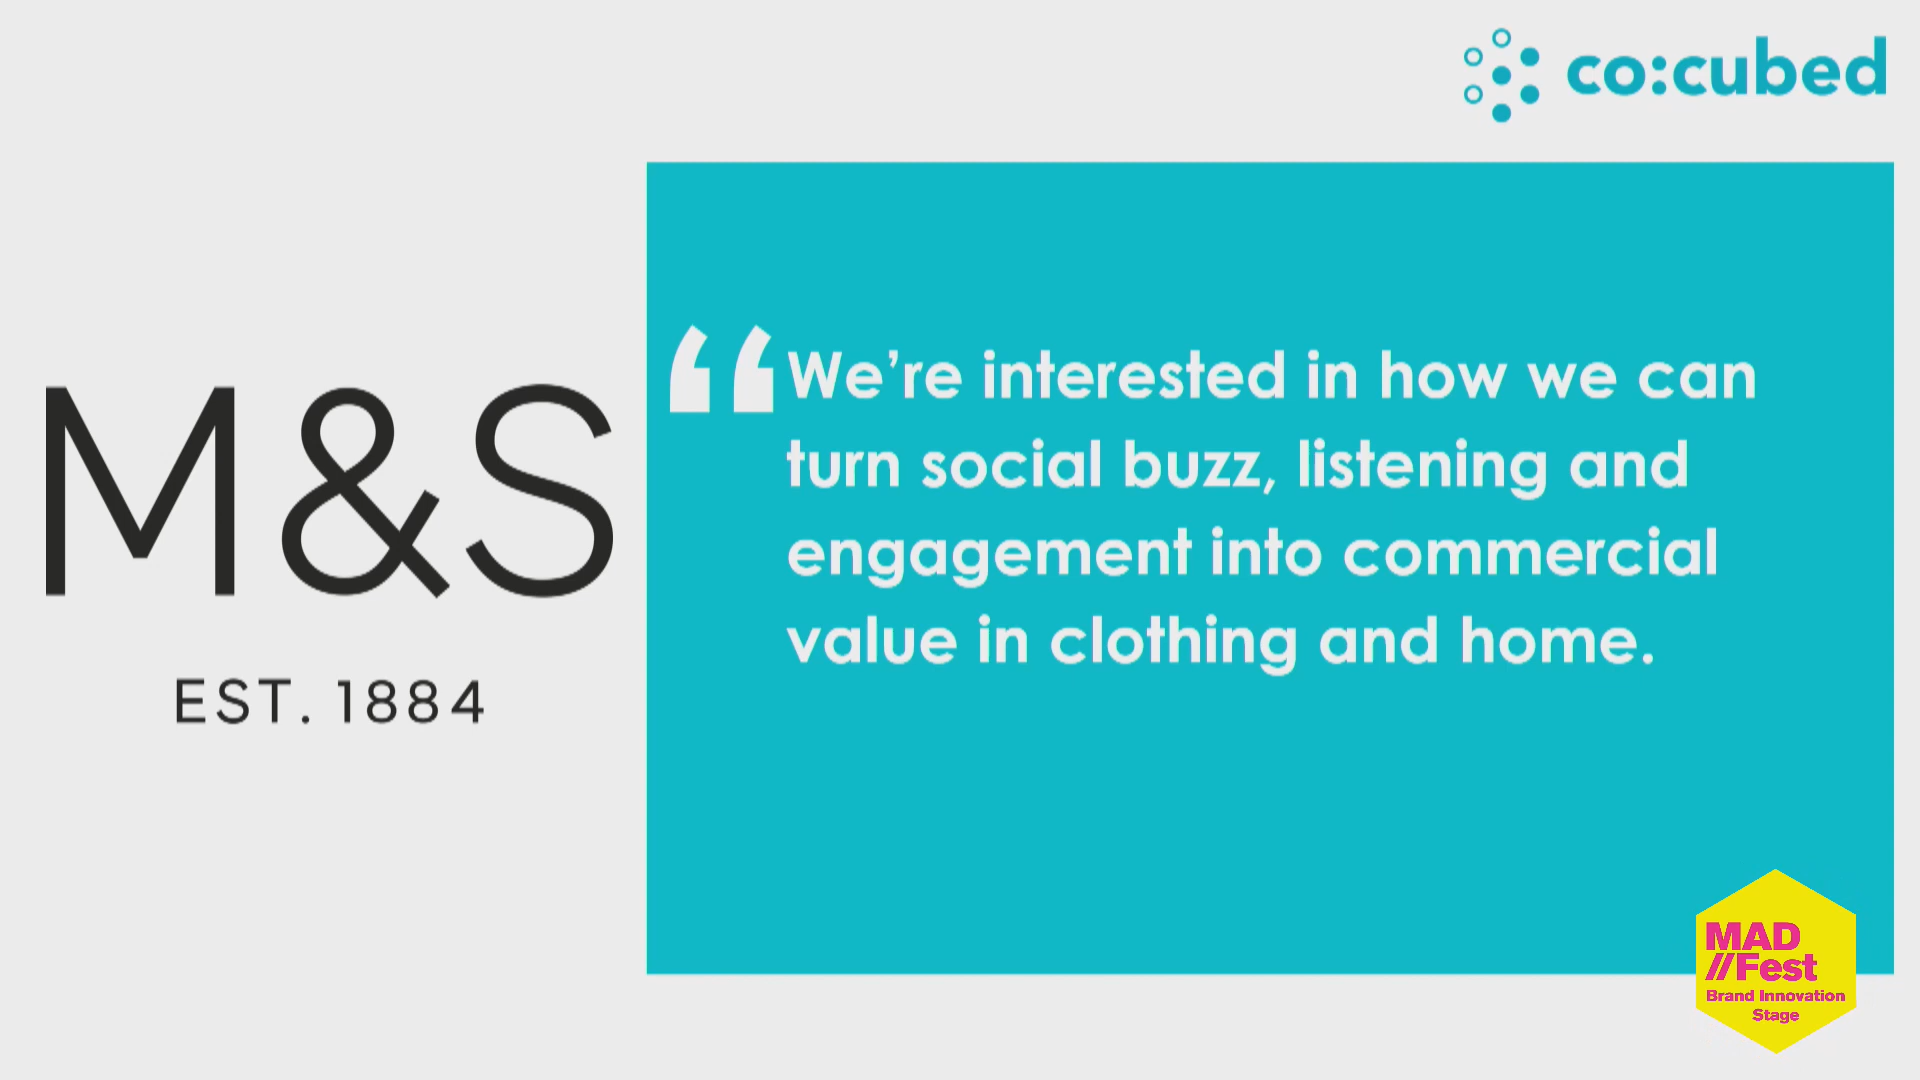 co:cubed
M&S
EST. 1884
“We’re interested in how we can
turn social buzz, listening and
engagement into commercial
value in clothing and home.
MAD
//Fest
Brand Innovation
Stage